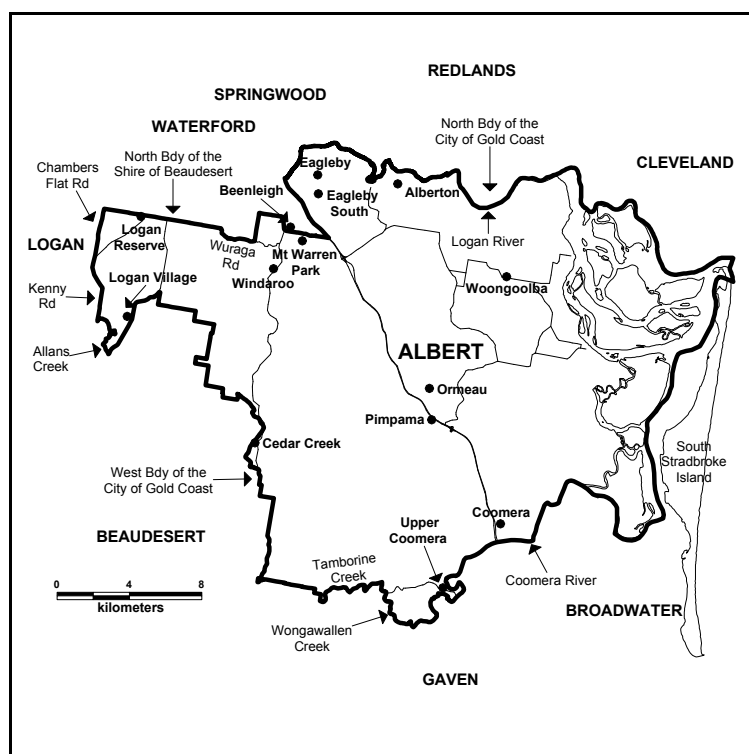 REDLANDS
SPRINGWOOD
WATERFORD
North Bdy of the
City of Gold Coast
CLEVELAND
Chambers
Flat Rd
North Bdy of the
Shire of Beaudesert
Eagleby
Beenleigh
Eagleby
South
Alberton
LOGAN
Logan
Reserve
Wuraga
Rd
Mt Warren
Park
Logan River
Kenny
Rd
Logan Village
Windaroo
Woongoolba
Allans
Creek
ALBERT
Ormeau
Pimpama
Cedar Creek
South
Stradbroke
Island
West Bdy of the
City of Gold Coast
BEAUDESERT
Coomera
Upper
Coomera
Tamborine
Creek
Coomera River
0 4 8
kilometers
BROADWATER
Wongawallen
Creek
GAVEN